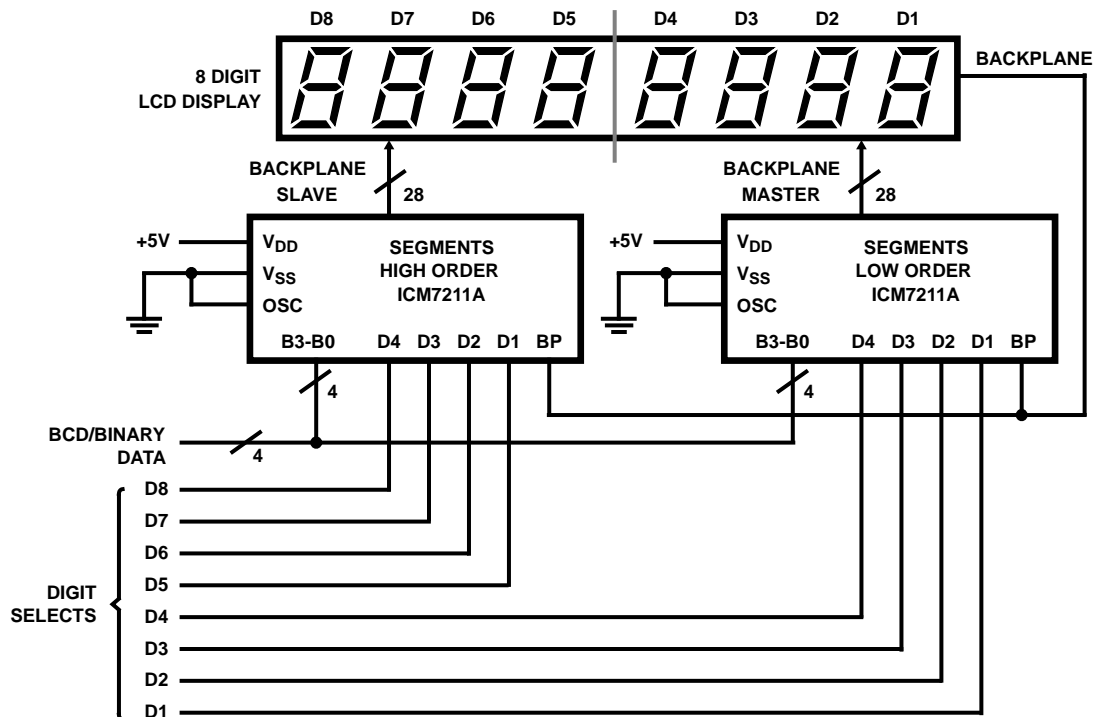 D8 D7 D6 D5 D4 D3 D2 D1
BACKPLANE
8 DIGIT
LCD DISPLAY
BACKPLANE
SLAVE
28
BACKPLANE
MASTER
28
+5V
VDD
VSS
OSC
SEGMENTS
HIGH ORDER
ICM7211A
B3-B0 D4 D3 D2 D1 BP
4
+5V
VDD
VSS
OSC
SEGMENTS
LOW ORDER
ICM7211A
B3-B0 D4 D3 D2 D1 BP
4
BCD/BINARY
DATA
4
DIGIT
SELECTS
D8
D7
D6
D5
D4
D3
D2
D1